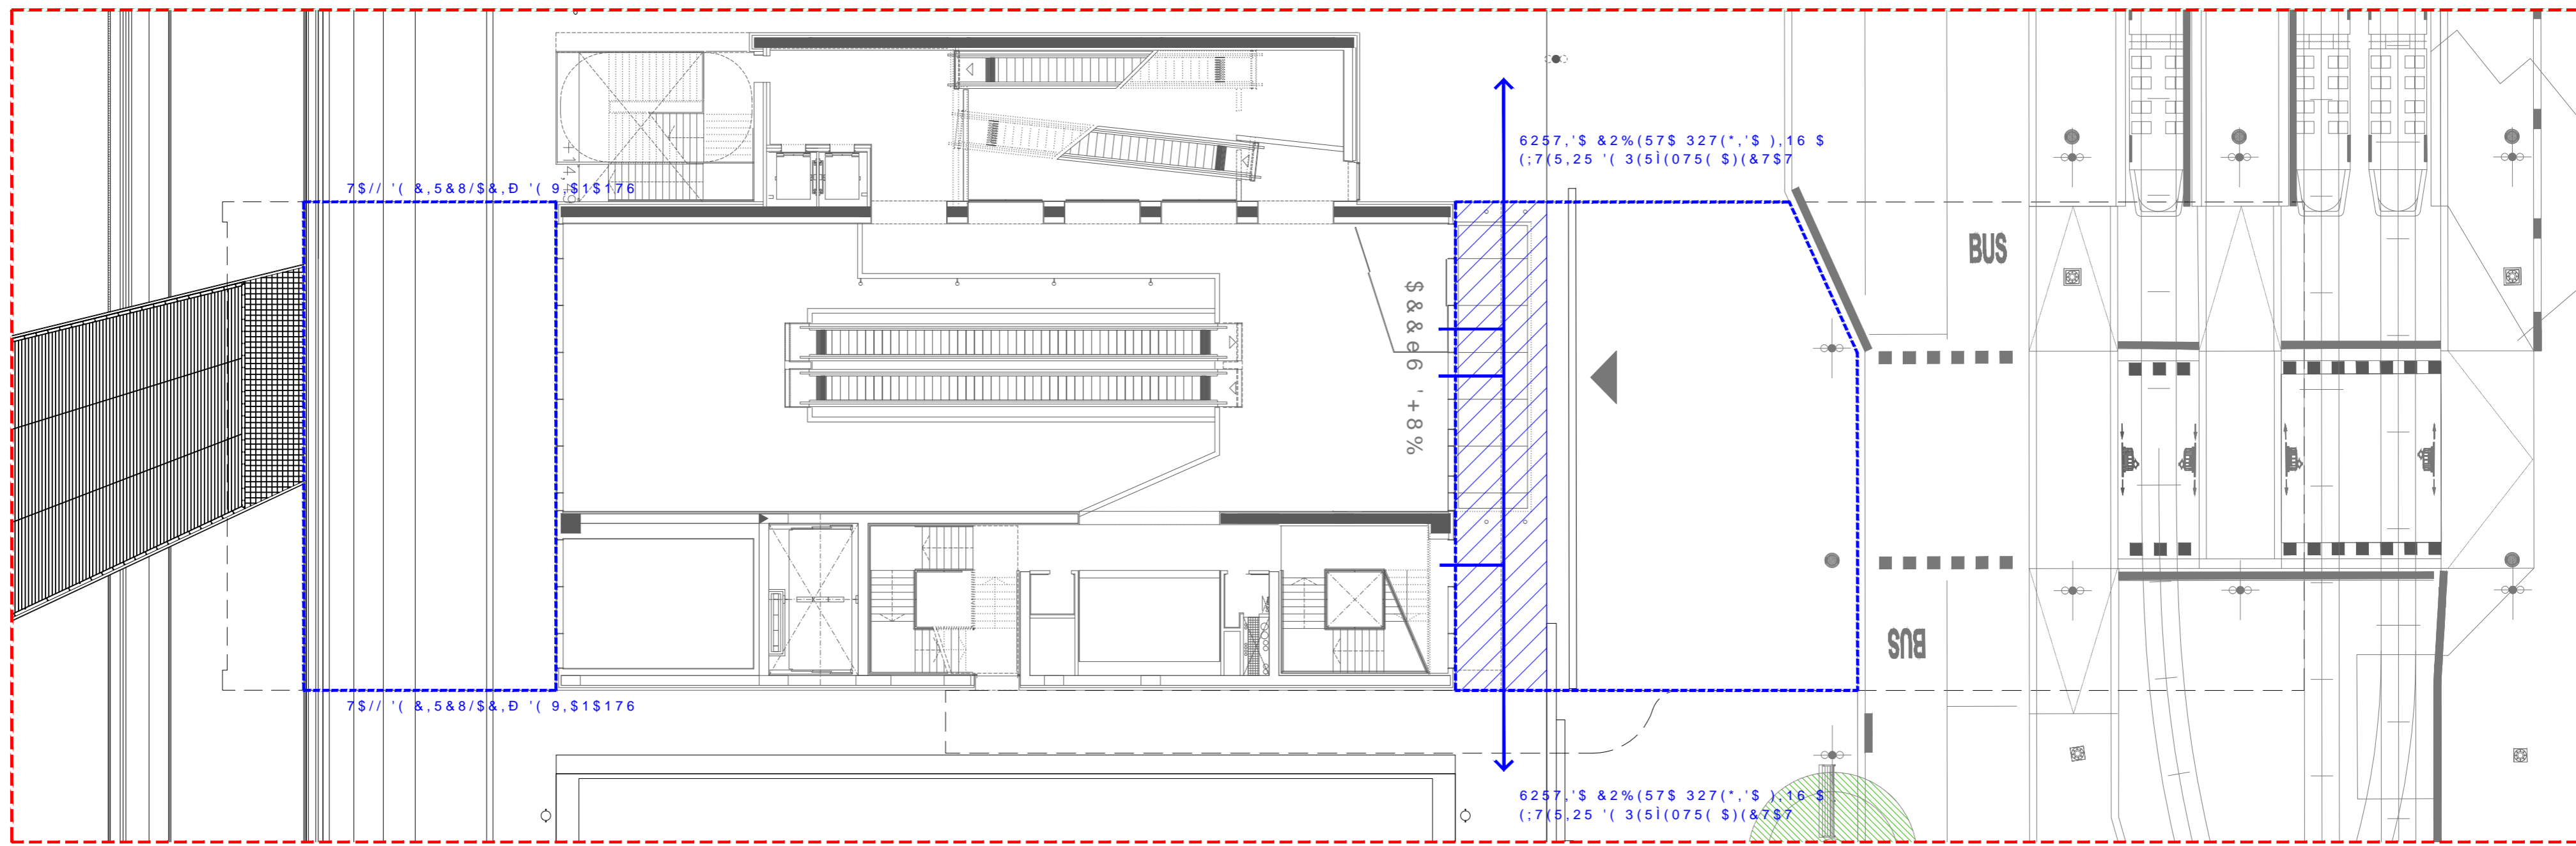 6257,'$ &2%(57$ 327(*,'$ ),16 $
(;7(5,25 '( 3(5Ì(075( $)(&7$7
7$// '( &,5&8/$&,Ð '( 9,$1$176
BUS
$&&e6 '+8%
BUS
7$// '( &,5&8/$&,Ð '( 9,$1$176
6257,'$ &2%(57$ 327(*,'$ ),16 $
(;7(5,25 '( 3(5Ì(075( $)(&7$7